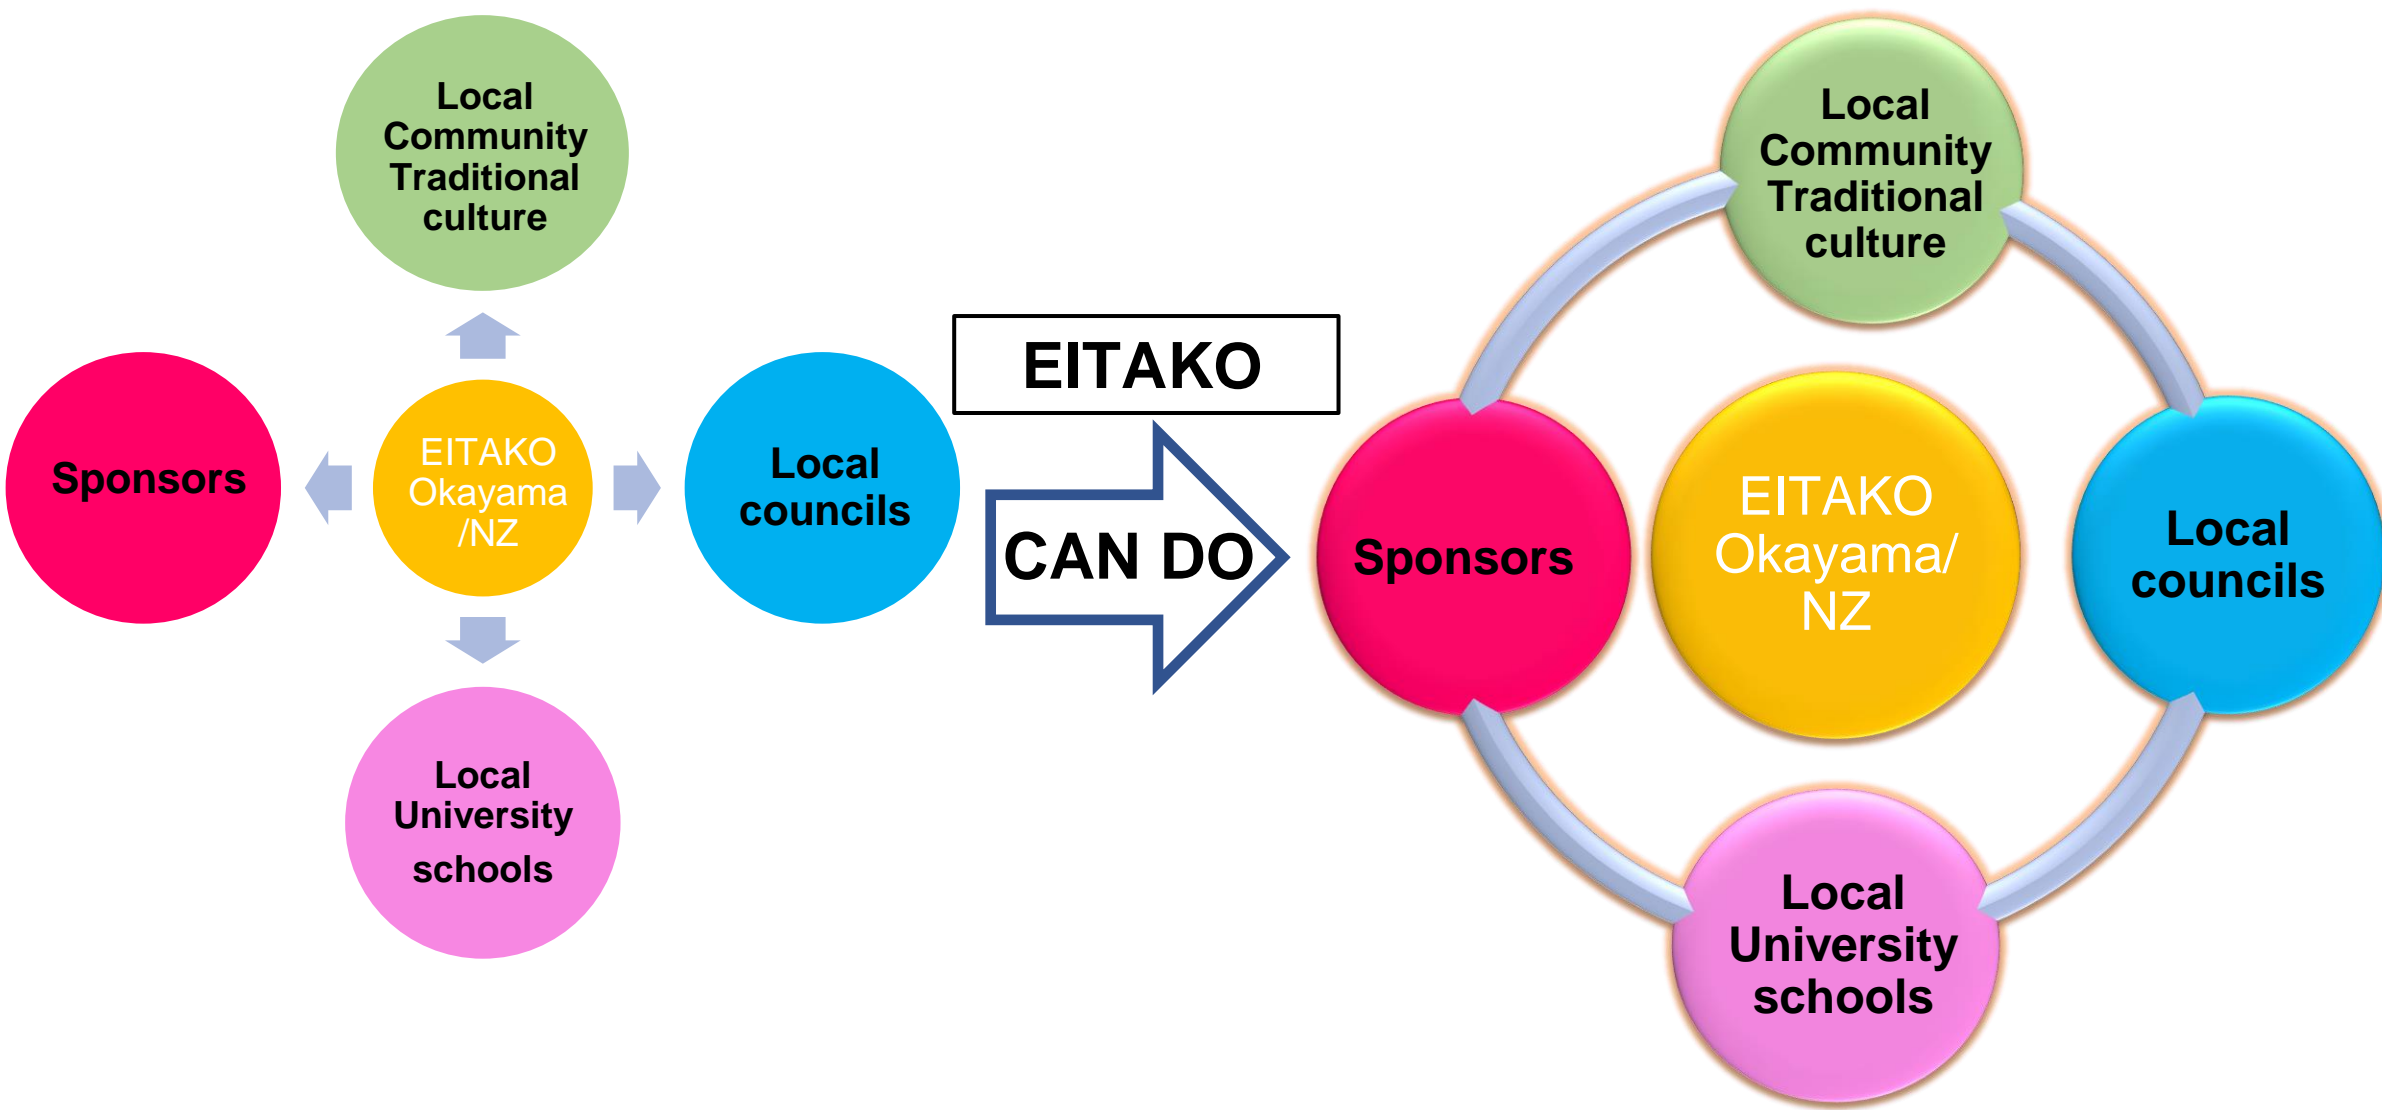 Local
Community
Traditional
culture
Sponsors
EITAKO
Okayama
/NZ
Local
councils
Local
University
schools
EITAKO
CAN DO
Local
Community
Traditional
culture
Sponsors
EITAKO
Okayama/
NZ
Local
councils
Local
University
schools